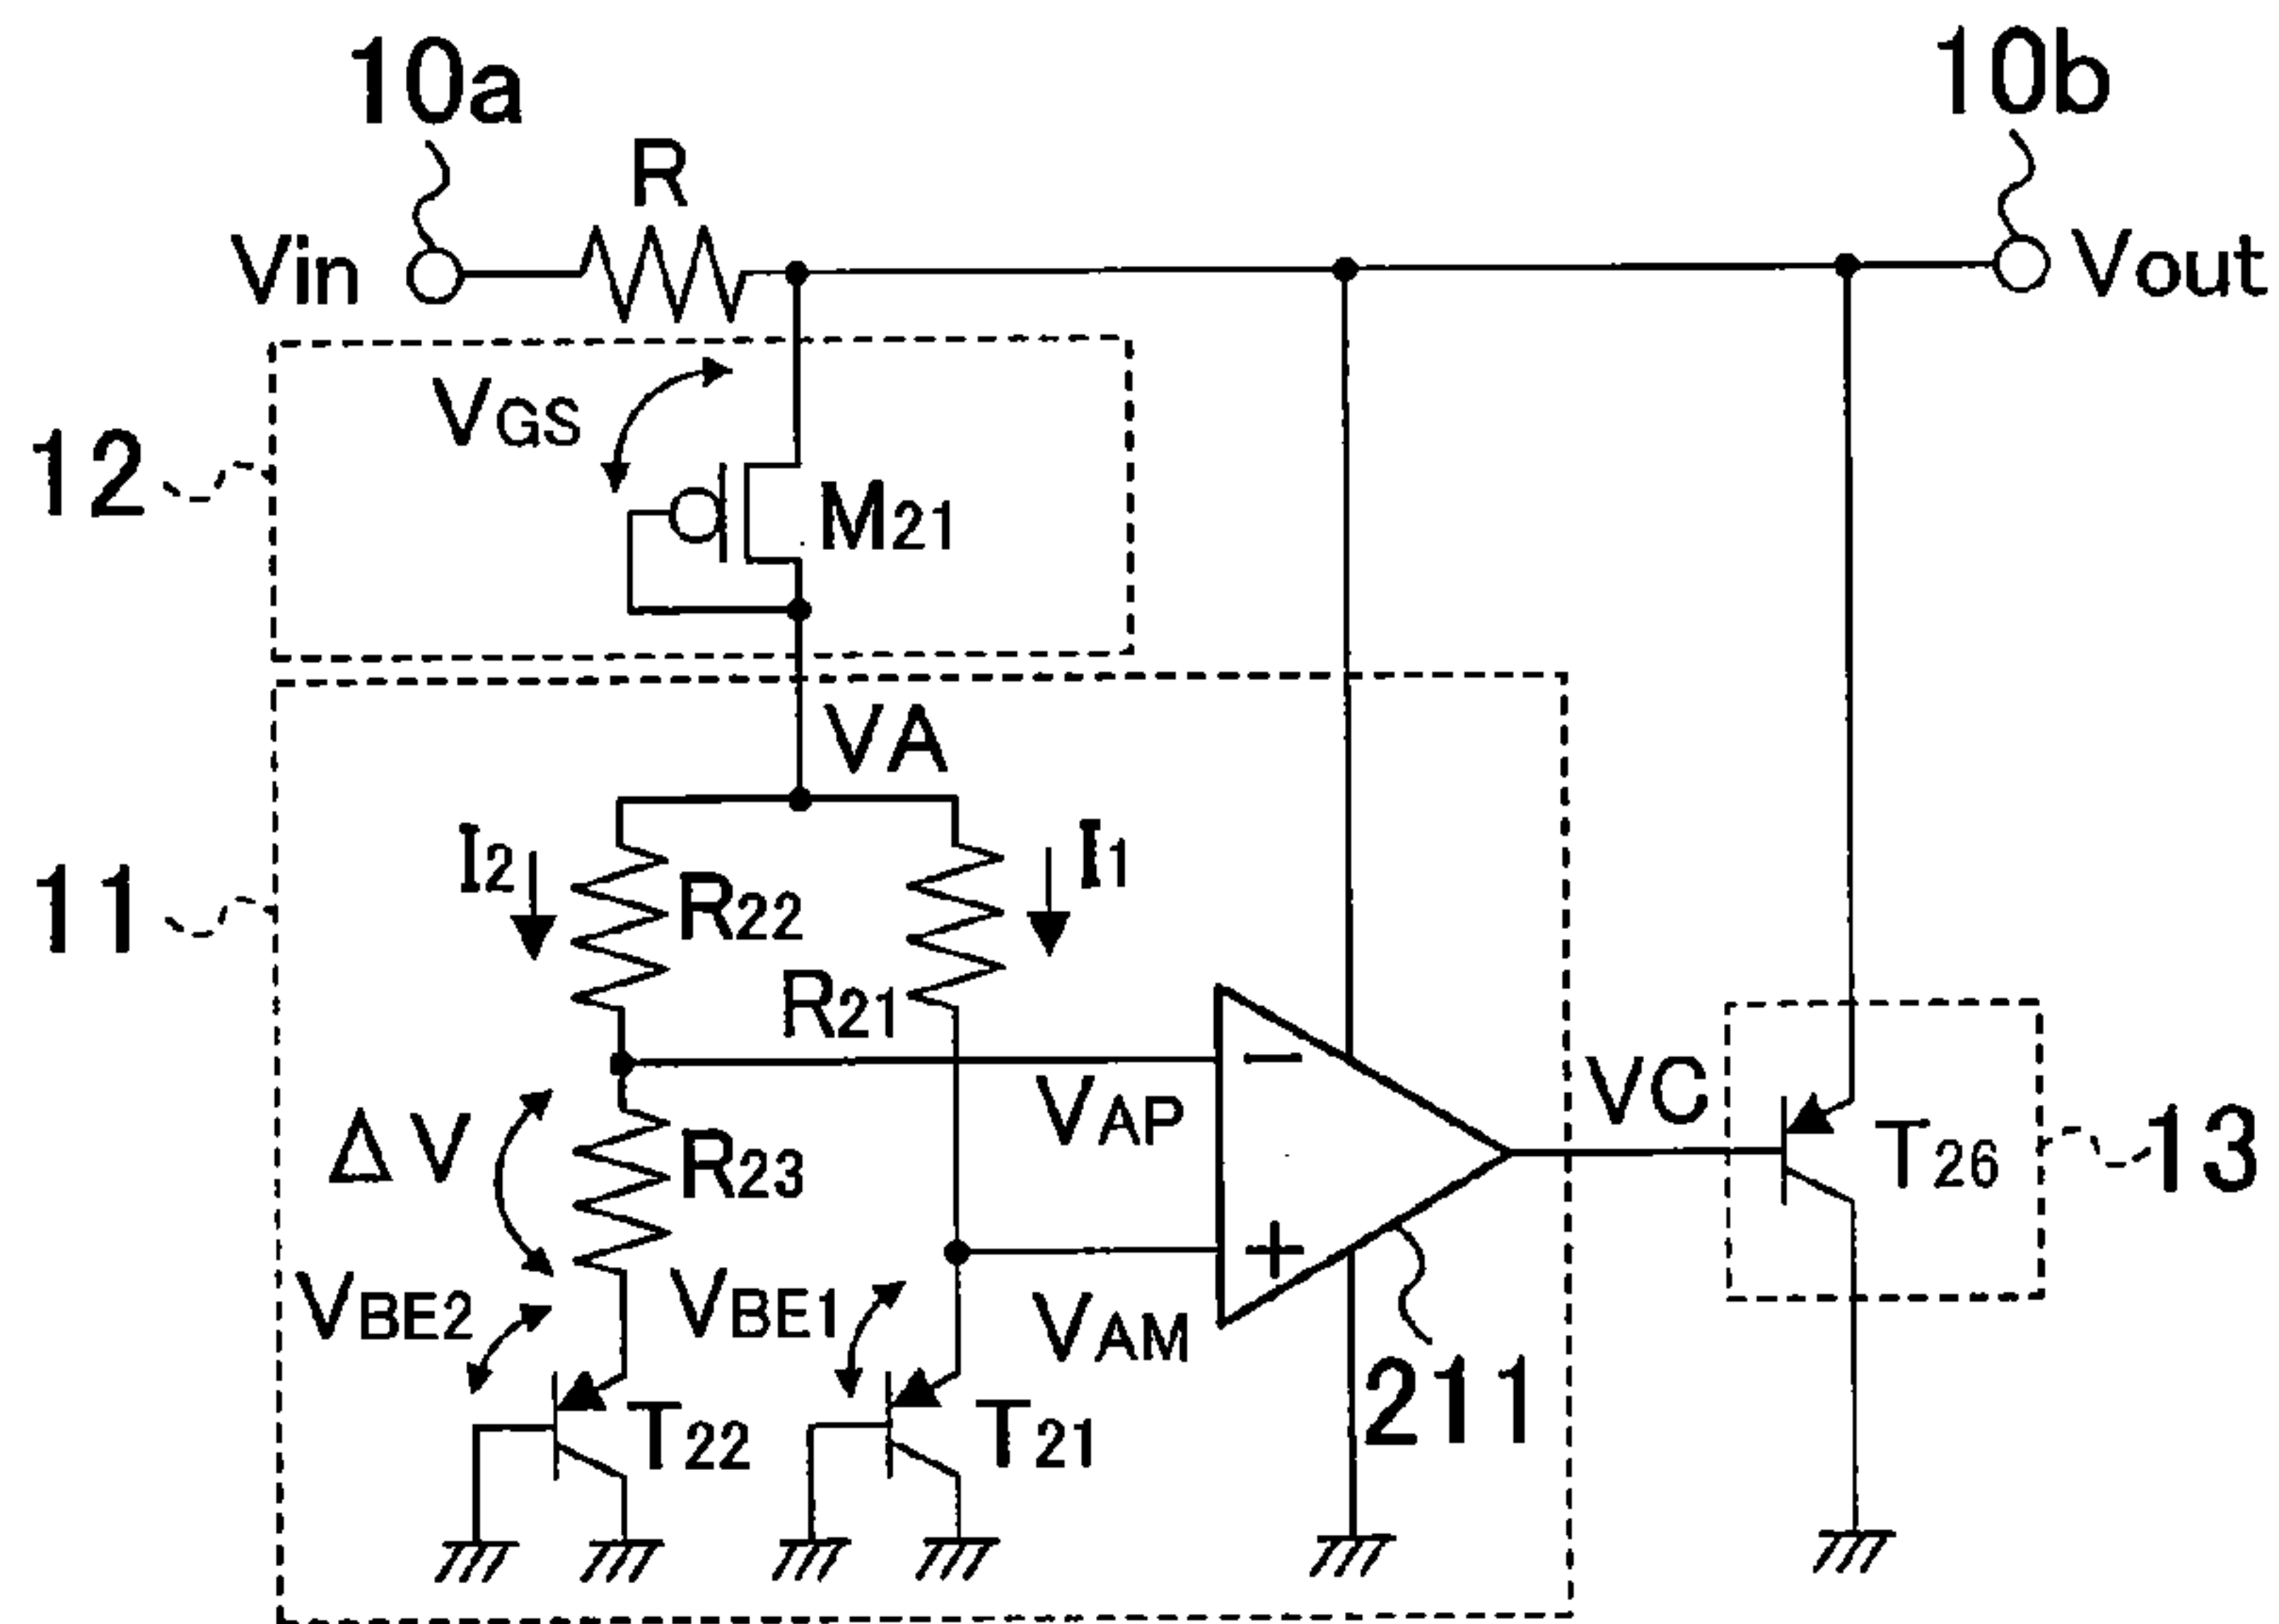 10a
10b
R
Vin
Vout
VGS
12
M21
VA
I2
I1
11
R22
R21
−
VAP
VC
ΔV
R23
T26
13
+
VBE2
VBE1
VAM
211
T22
T21